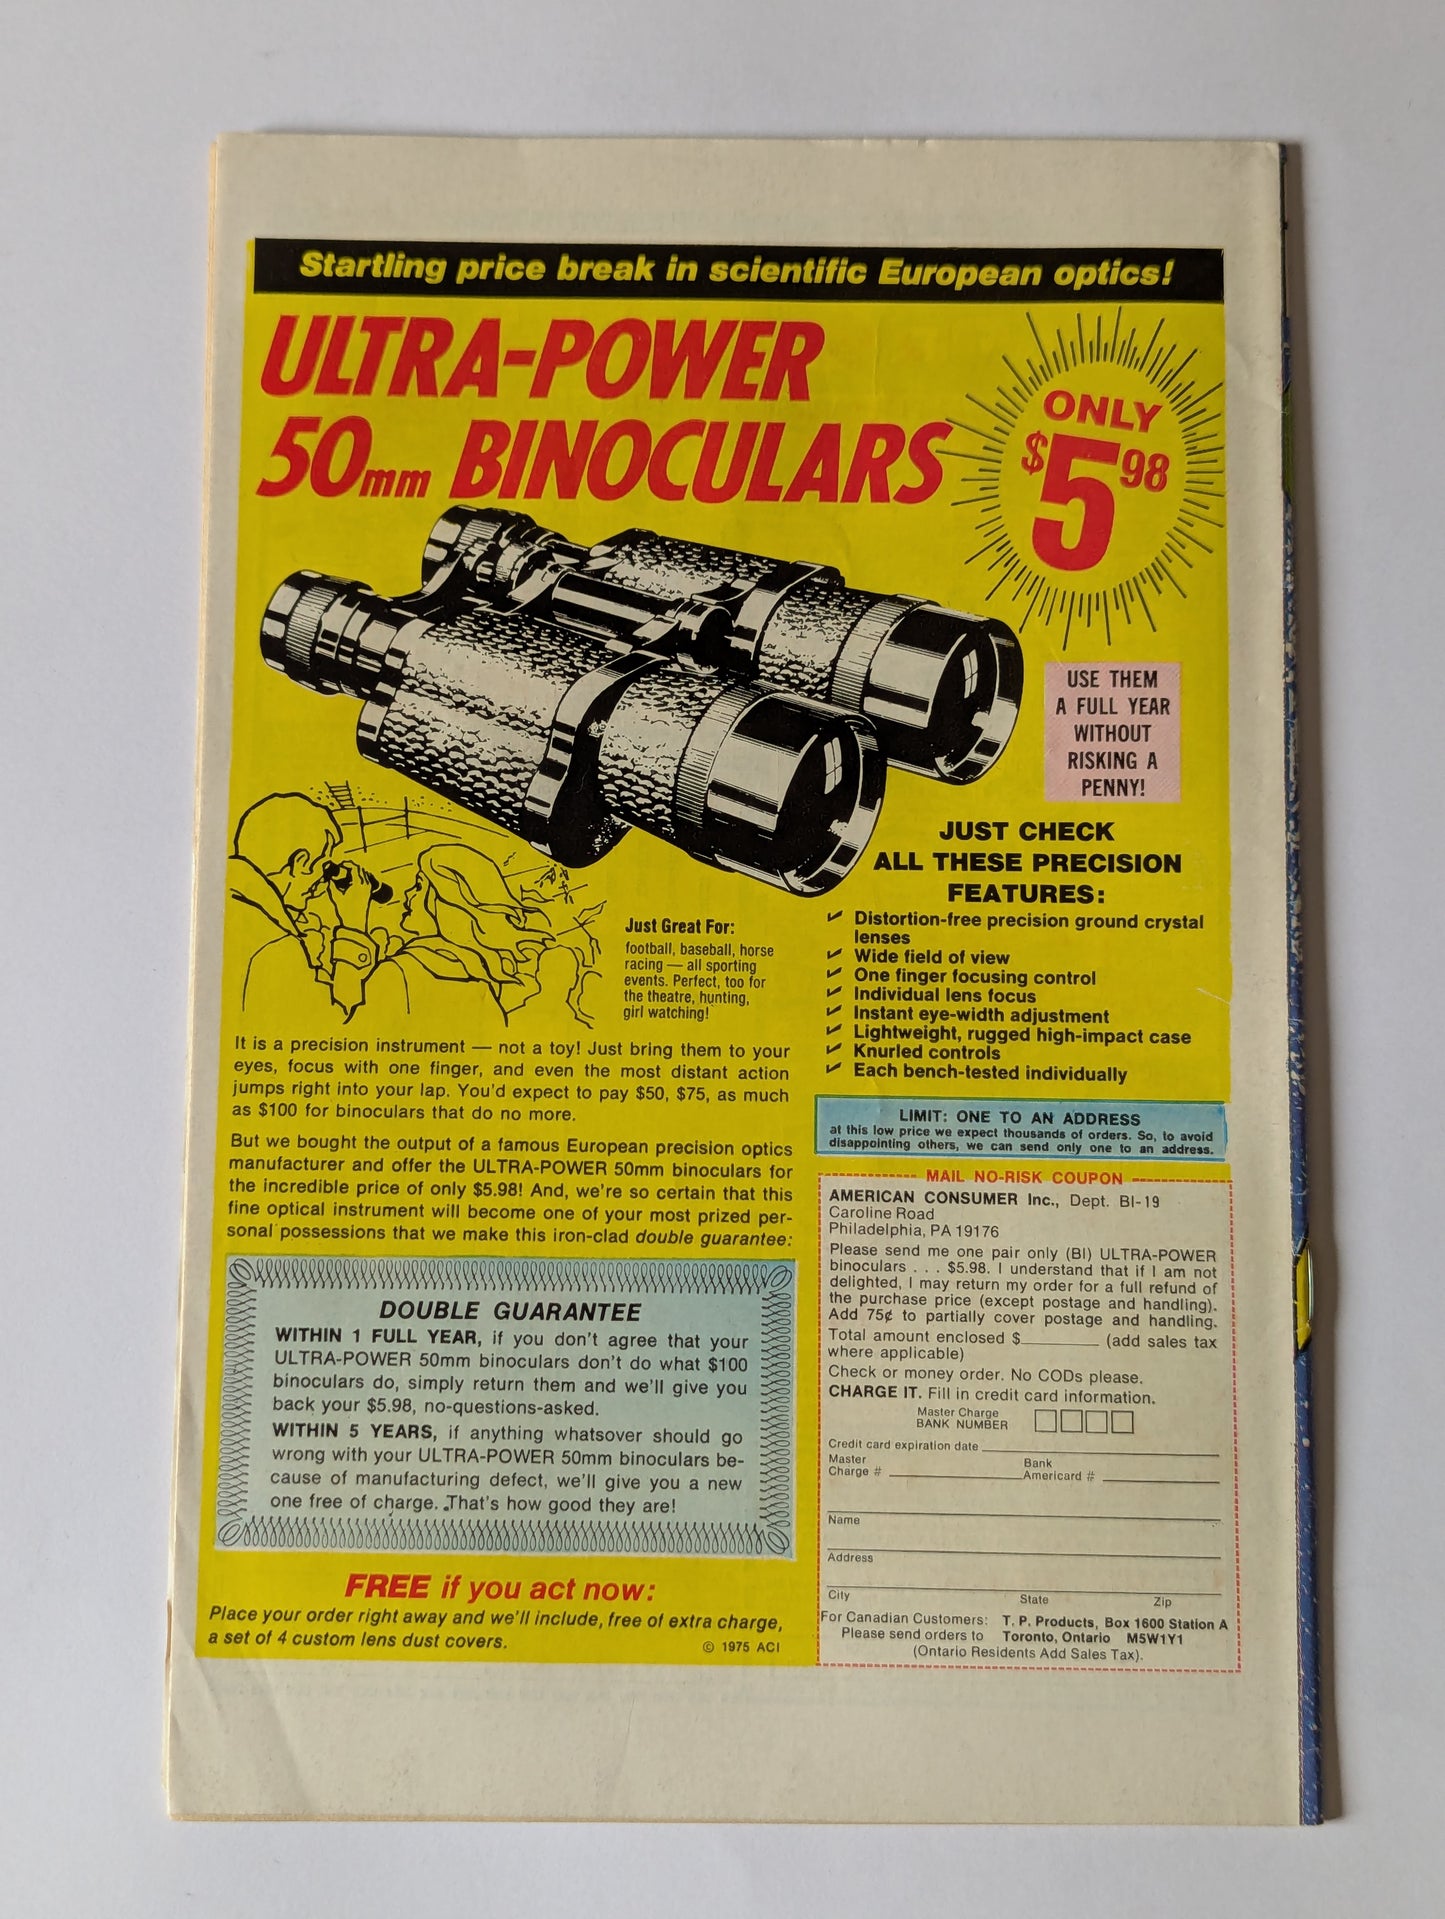 Startling price break in scientific European optics!
ULTRA-POWER
50mm BINOCULARS
ONLY
$5 98
USE THEM
A FULL YEAR
WITHOUT
RISKING A
PENNY!
JUST CHECK
ALL THESE PRECISION
FEATURES:
Distortion-free precision ground crystal
lenses
Wide field of view
One finger focusing control
Individual lens focus
Instant eye-width adjustment
Lightweight, rugged high-impact case
Knurled controls
Each bench-tested individually
Just Great For:
football, baseball, horse
racing — all sporting
events. Perfect, too for
the theatre, hunting,
girl watching!
It is a precision instrument — not a toy! Just bring them to your
eyes, focus with one finger, and even the most distant action
jumps right into your lap. You'd expect to pay $50, $75, as much
as $100 for binoculars that do no more.
But we bought the output of a famous European precision optics
manufacturer and offer the ULTRA-POWER 50mm binoculars for
the incredible price of only $5.98! And, we're so certain that this
fine optical instrument will become one of your most prized per-
sonal possessions that we make this iron-clad double guarantee:
DOUBLE GUARANTEE
WITHIN 1 FULL YEAR, if you don't agree that your
ULTRA-POWER 50mm binoculars don't do what $100
binoculars do, simply return them and we'll give you
back your $5.98, no-questions-asked.
WITHIN 5 YEARS, if anything whatsover should go
wrong with your ULTRA-POWER 50mm binoculars be-
cause of manufacturing defect, we'll give you a new
one free of charge. That's how good they are!
FREE if you act now:
Place your order right away and we'll include, free of extra charge,
a set of 4 custom lens dust covers.
© 1975 ACI
LIMIT: ONE TO AN ADDRESS
at this low price we expect thousands of orders. So, to avoid
disappointing others, we can send only one to an address.
MAIL NO-RISK COUPON
AMERICAN CONSUMER Inc., Dept. BI-19
Caroline Road
Philadelphia, PA 19176
Please send me one pair only (BI) ULTRA-POWER
binoculars . . . $5.98. I understand that if I am not
delighted, I may return my order for a full refund of
the purchase price (except postage and handling).
Add 75¢ to partially cover postage and handling.
Total amount enclosed $________ (add sales tax
where applicable)
Check or money order. No CODs please.
CHARGE IT. Fill in credit card information.
Master Charge
BANK NUMBER
Credit card expiration date
Master Bank
Charge # Americard #
Name
Address
City State Zip
For Canadian Customers: T. P. Products, Box 1600 Station A
Please send orders to Toronto, Ontario M5W1Y1
(Ontario Residents Add Sales Tax).